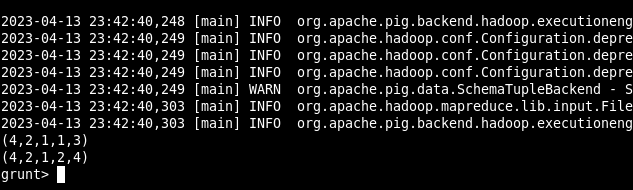 2023-04-13 23:42:40,248 [main] INFO  org.apache.pig.backend.hadoop.executioneng
2023-04-13 23:42:40,249 [main] INFO  org.apache.hadoop.conf.Configuration.depre
2023-04-13 23:42:40,249 [main] INFO  org.apache.hadoop.conf.Configuration.depre
2023-04-13 23:42:40,249 [main] INFO  org.apache.hadoop.conf.Configuration.depre
2023-04-13 23:42:40,249 [main] WARN  org.apache.pig.data.SchemaTupleBackend - S
2023-04-13 23:42:40,303 [main] INFO  org.apache.hadoop.mapreduce.lib.input.File
2023-04-13 23:42:40,303 [main] INFO  org.apache.pig.backend.hadoop.executioneng
(4,2,1,1,3)
(4,2,1,2,4)
grunt>